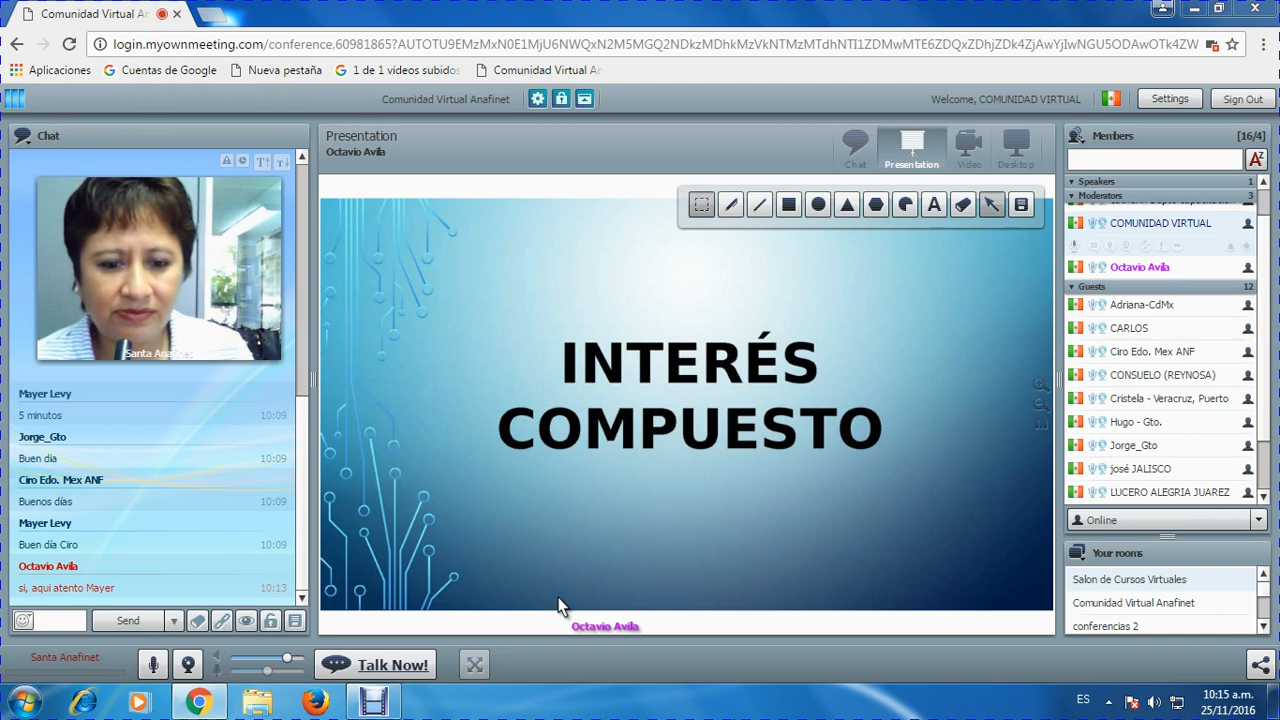 Comunidad Virtual An
login.myownmeeting.com/conference.60981865?AUTOTU9EMzMxN0E1MjU6NWQxN2M5MGQ2NDkzMDhkMzVkNTMzMTdhNTI1ZDMwMTE6ZDQxZDhjZDk4ZjAwYjIwNGU5ODAwOTk4ZW
Aplicaciones
Cuentas de Google
Nueva pestaña
1 de 1 vídeos subidos
Comunidad Virtual An
Comunidad Virtual Anafinet
Welcome, COMUNIDAD VIRTUAL
Settings
Sign Out
Chat
Santa Anafinet
Mayer Levy
5 minutos 10:09
Jorge_Gto
Buen dia 10:09
Ciro Edo. Mex ANF
Buenos días 10:09
Mayer Levy
Buen día Ciro 10:09
Octavio Avila
si, aqui atento Mayer 10:13
Send
Presentation
Octavio Avila
Chat
Presentation
Video
Desktop
A
INTERÉS
COMPUESTO
Octavio Avila
Members [16/4]
Speakers 1
Moderators 3
COMUNIDAD VIRTUAL
Octavio Avila
Guests 12
Adriana-CdMx
CARLOS
Ciro Edo. Mex ANF
CONSUELO (REYNOSA)
Cristela - Veracruz, Puerto
Hugo - Gto.
Jorge_Gto
josé JALISCO
LUCERO ALEGRIA JUAREZ
Online
Your rooms
Salon de Cursos Virtuales
Comunidad Virtual Anafinet
conferencias 2
Santa Anafinet
Talk Now!
ES
10:15 a.m.
25/11/2016